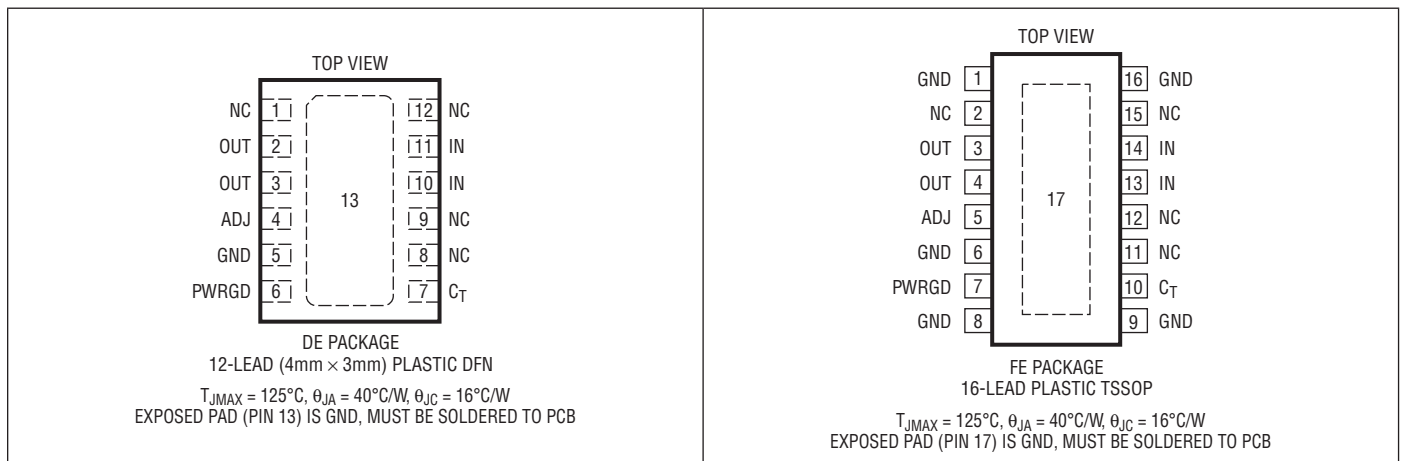 TOP VIEW
NC 1 12 NC
OUT 2 11 IN
OUT 3 10 IN
13
ADJ 4 9 NC
GND 5 8 NC
PWRGD 6 7 CT
DE PACKAGE
12-LEAD (4mm × 3mm) PLASTIC DFN
TJMAX = 125°C, θJA = 40°C/W, θJC = 16°C/W
EXPOSED PAD (PIN 13) IS GND, MUST BE SOLDERED TO PCB
TOP VIEW
GND 1 16 GND
NC 2 15 NC
OUT 3 14 IN
OUT 4 13 IN
17
ADJ 5 12 NC
GND 6 11 NC
PWRGD 7 10 CT
GND 8 9 GND
FE PACKAGE
16-LEAD PLASTIC TSSOP
TJMAX = 125°C, θJA = 40°C/W, θJC = 16°C/W
EXPOSED PAD (PIN 17) IS GND, MUST BE SOLDERED TO PCB